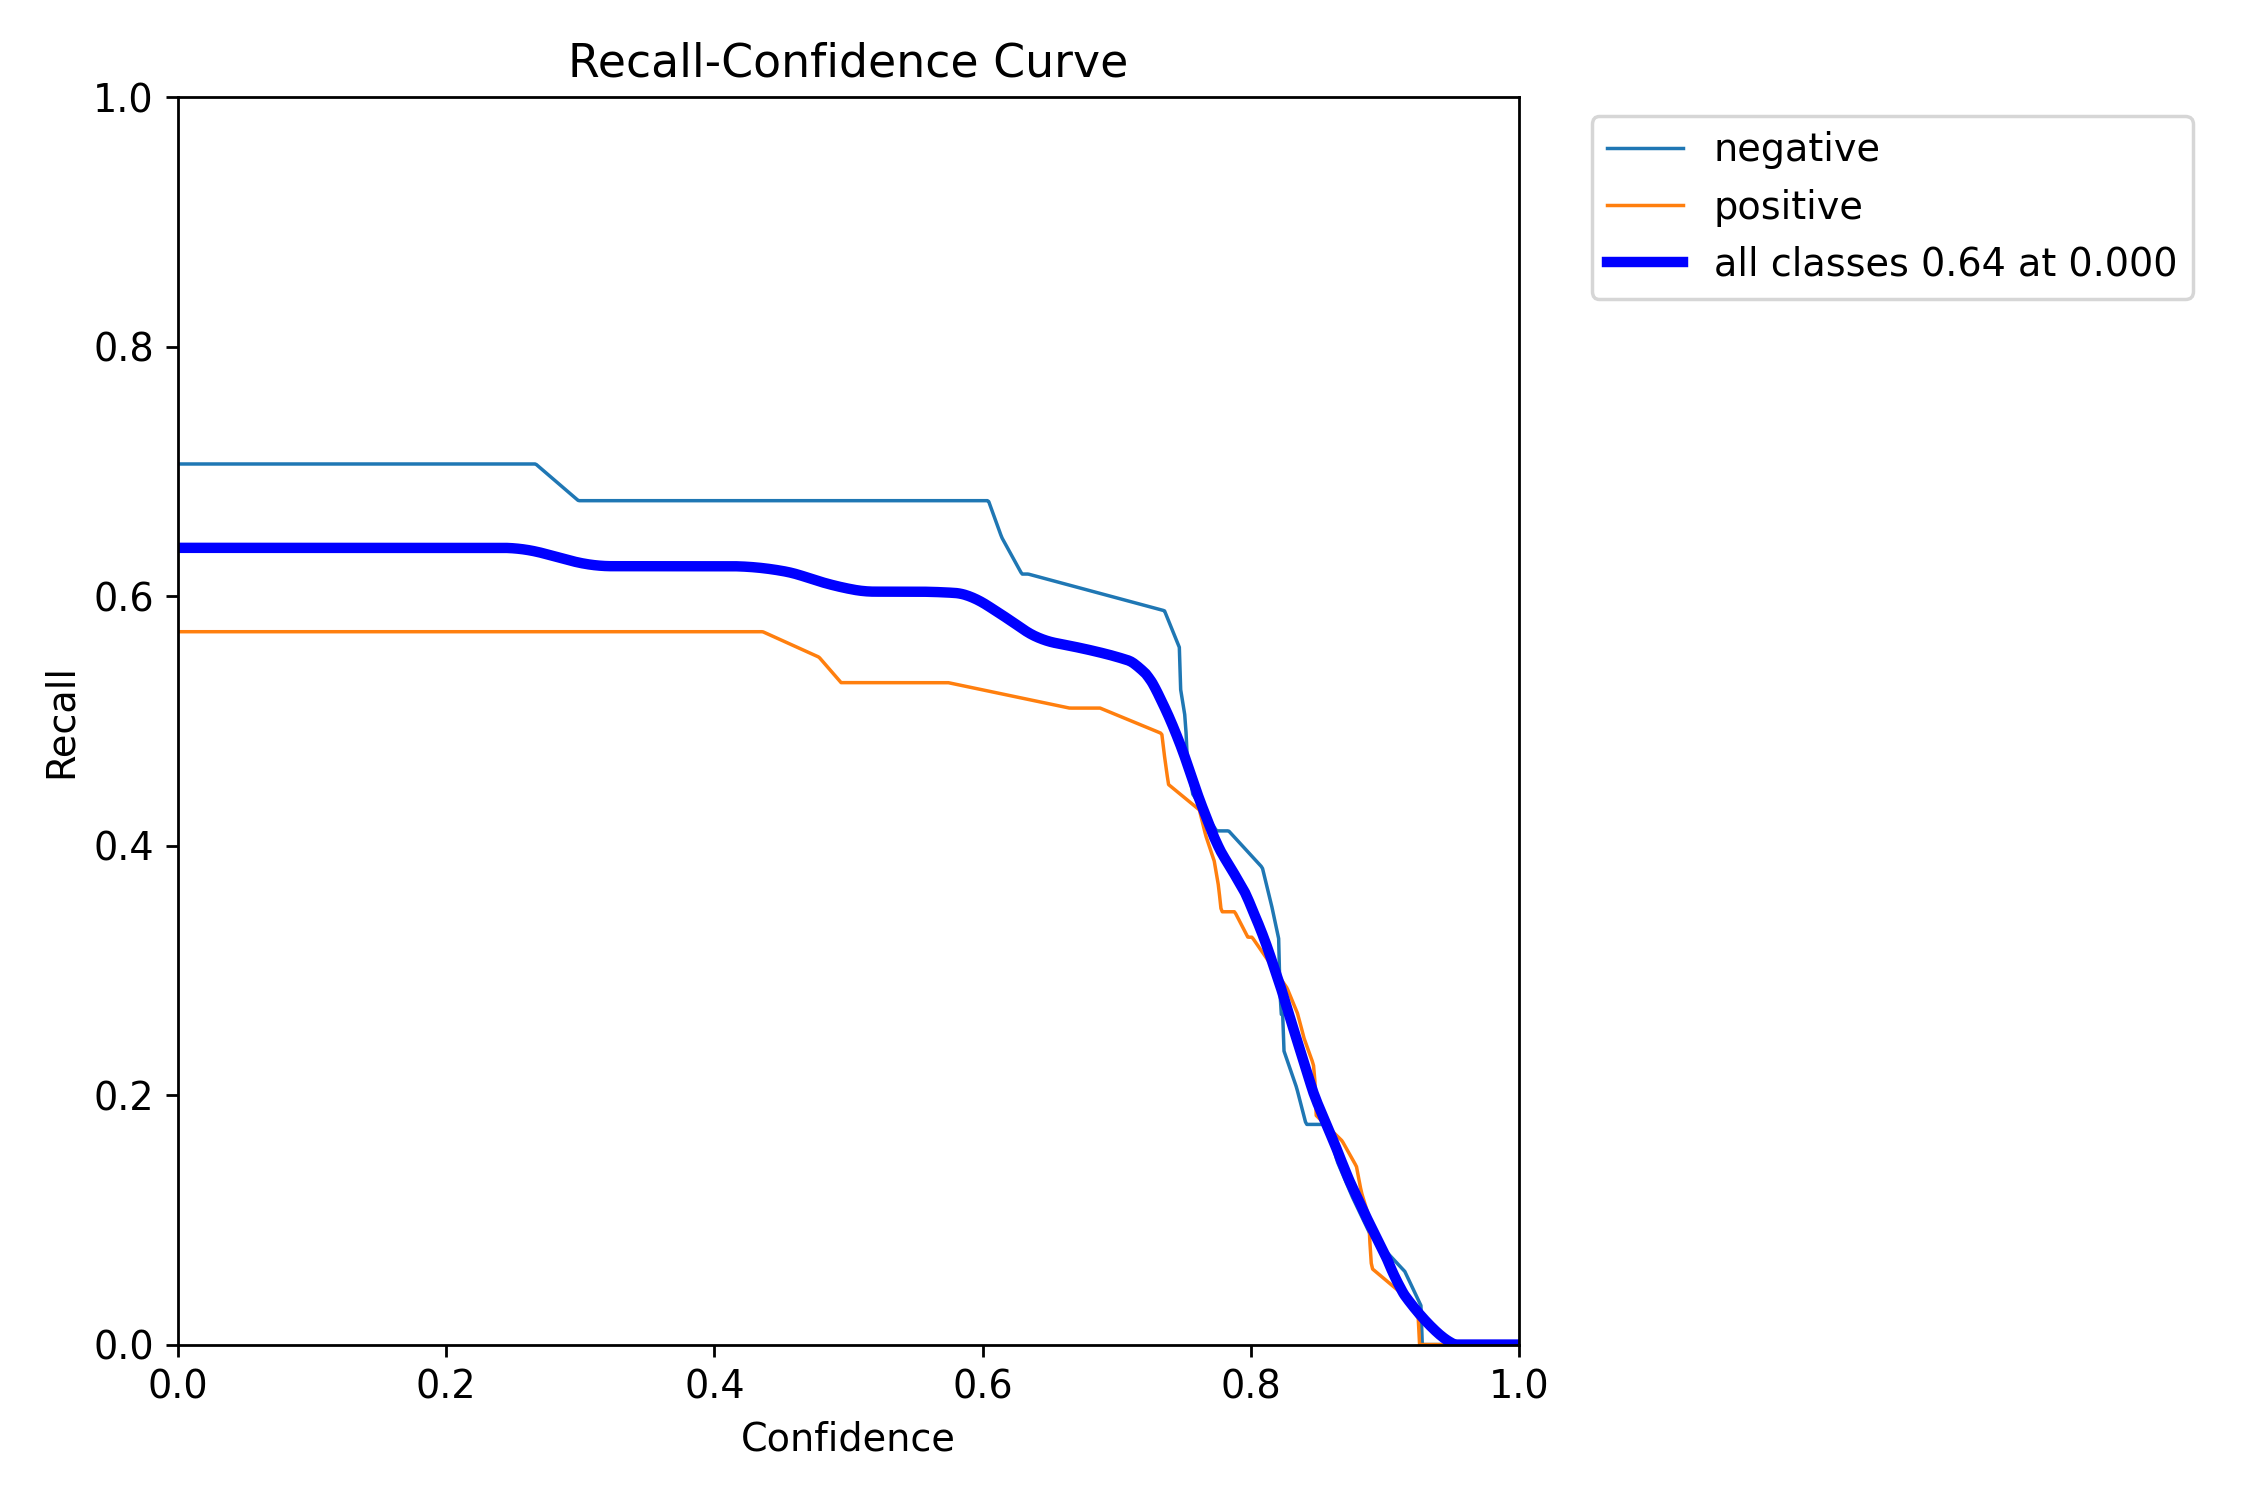 Recall-Confidence Curve
1.0
0.8
0.6
0.4
0.2
0.0
Recall
0.0 0.2 0.4 0.6 0.8 1.0
Confidence
negative
positive
all classes 0.64 at 0.000